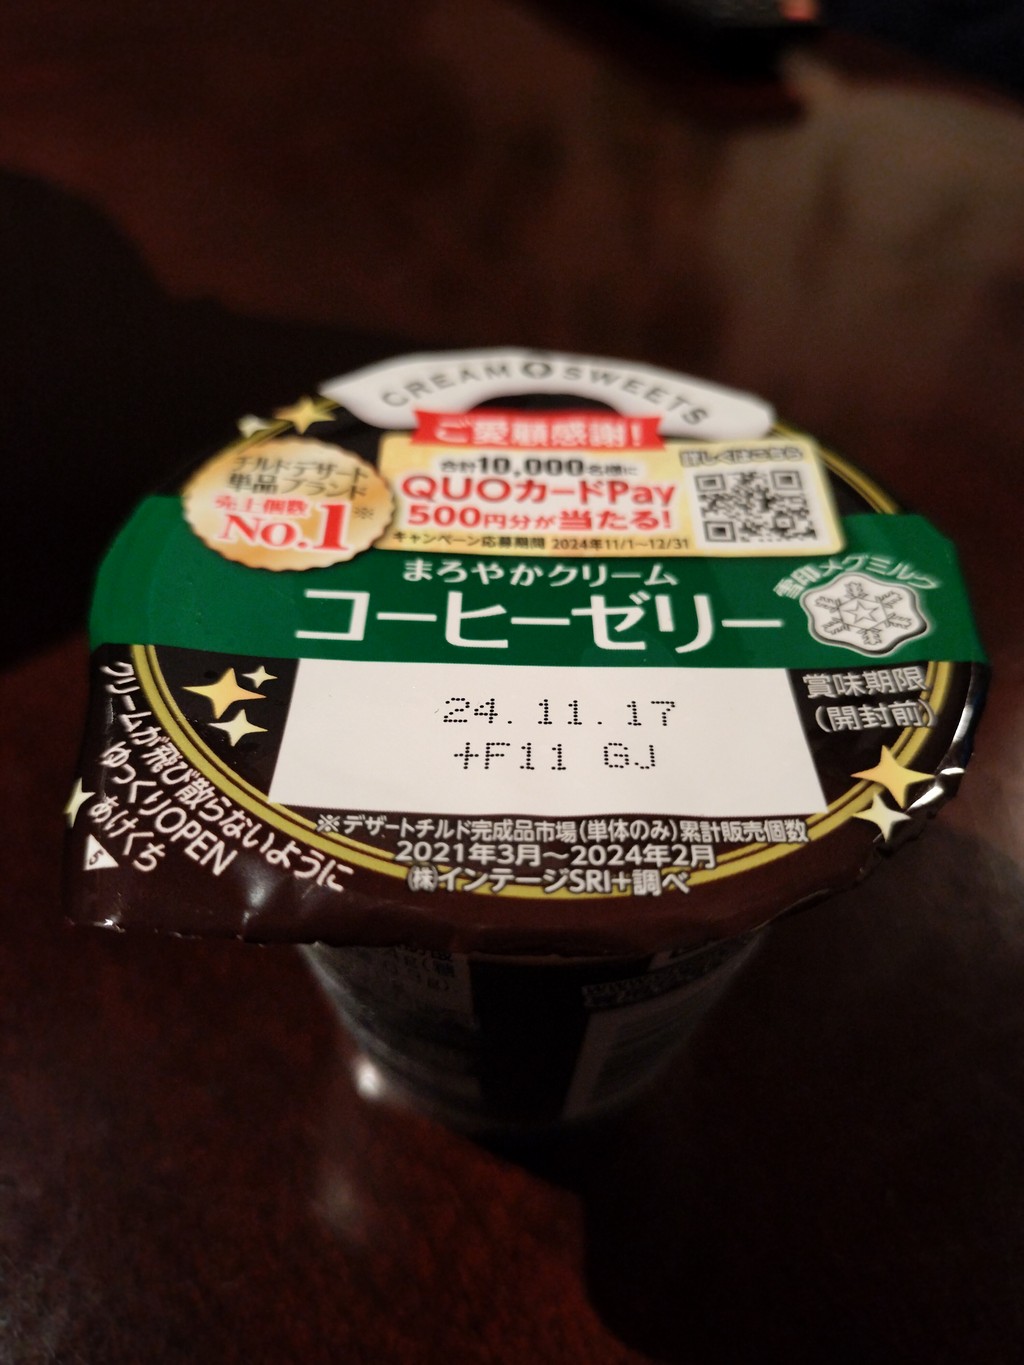 CREAM SWEETS
ご愛顧感謝!
チルドデザート
単品ブランド
売上個数
No.1※
合計10,000名様に
QUOカードPay
500円分が当たる!
キャンペーン応募期間 2024年11/1~12/31
詳しくはこちら
まろやかクリーム
コーヒーゼリー
雪印メグミルク
24.11.17
+F11 GJ
賞味期限
(開封前)
クリームが飛び散らないように
ゆっくりOPEN
あけくち
5
※デザートチルド完成品市場(単体のみ)累計販売個数
2021年3月~2024年2月
㈱インテージSRI+調べ